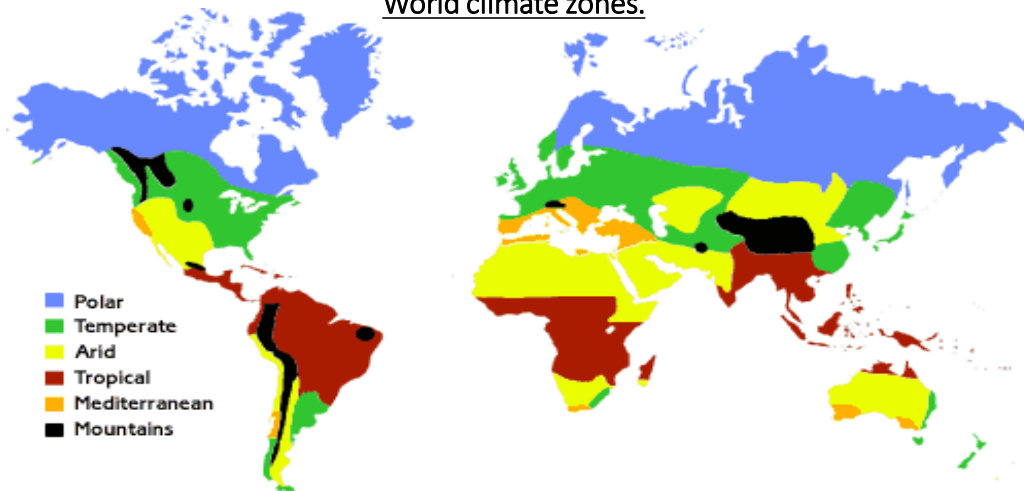 World climate zones.
Polar
Temperate
Arid
Tropical
Mediterranean
Mountains